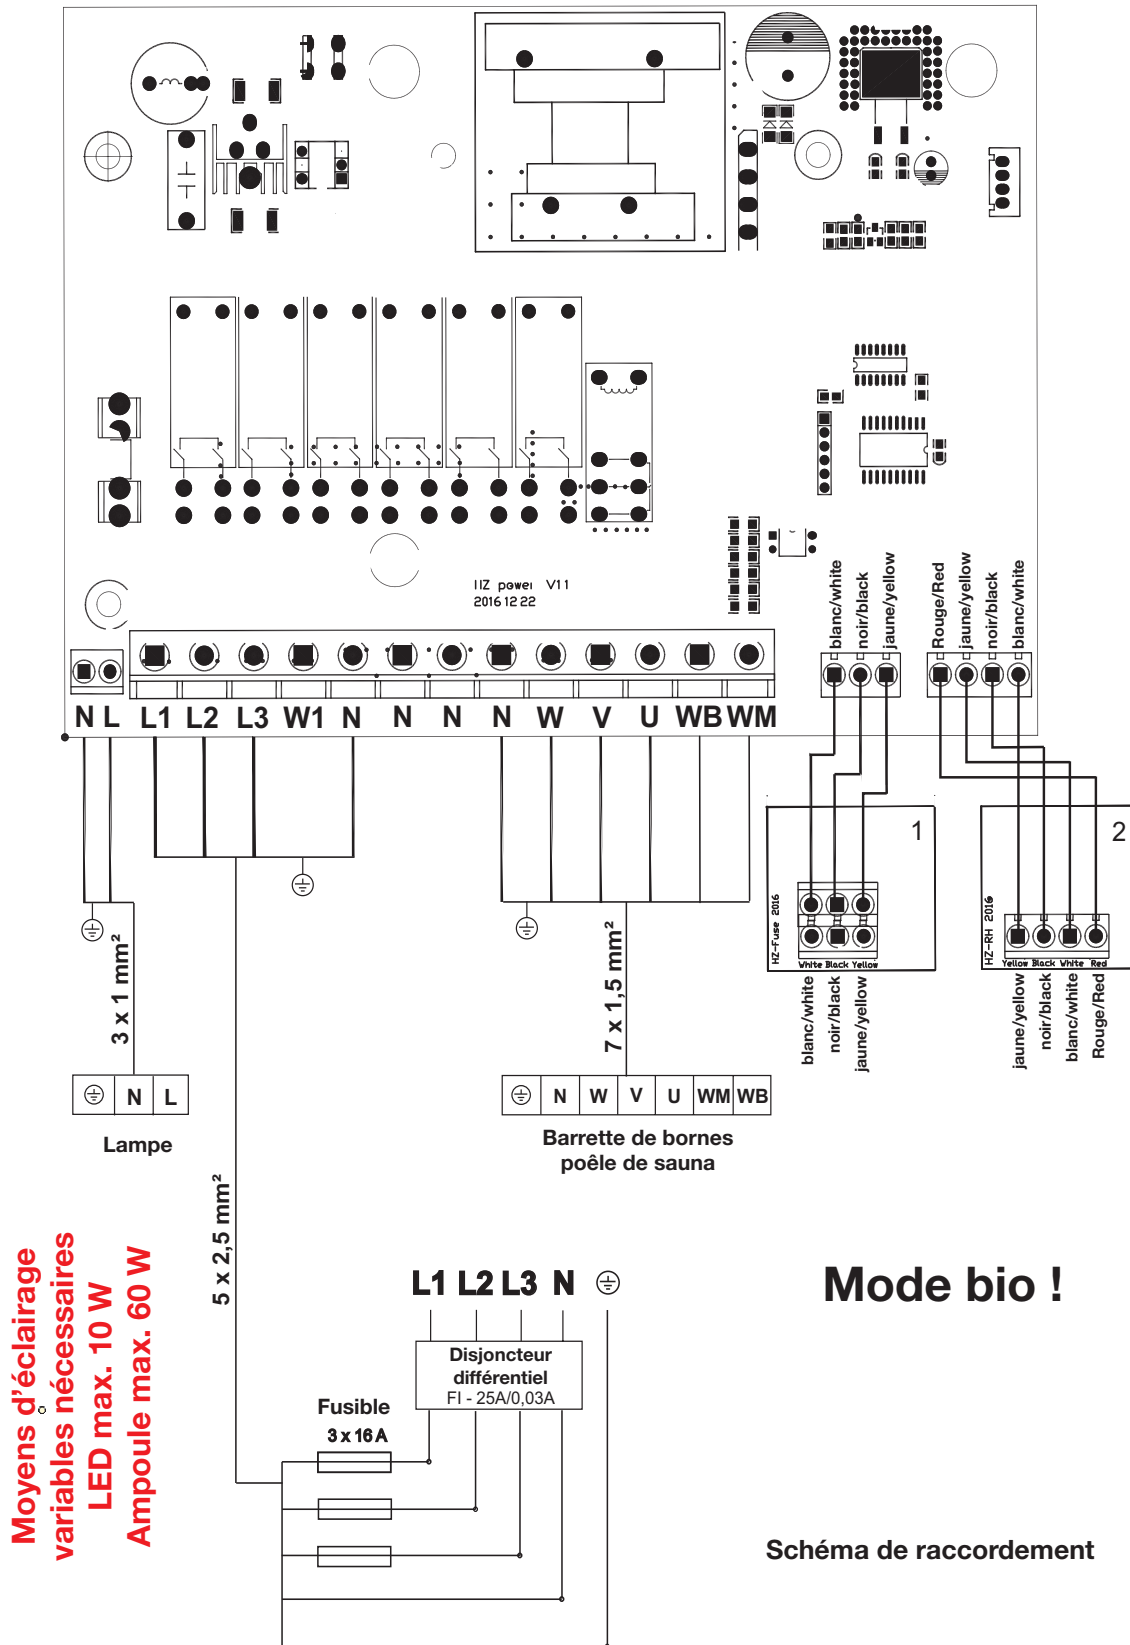 HZ power V1.1
2016 12 22
blanc/white
noir/black
jaune/yellow
Rouge/Red
jaune/yellow
noir/black
blanc/white
N L L1 L2 L3 W1 N N N N W V U WB WM
1
HZ-Fuse 2016
White Black Yellow
blanc/white
noir/black
jaune/yellow
2
HZ-RH 2016
Yellow Black White Red
jaune/yellow
noir/black
blanc/white
Rouge/Red
3 x 1 mm²
7 x 1,5 mm²
N L
Lampe
N W V U WM WB
Barrette de bornes
poêle de sauna
5 x 2,5 mm²
Moyens d'éclairage
variables nécessaires
LED max. 10 W
Ampoule max. 60 W
L1 L2 L3 N
Disjoncteur
différentiel
FI - 25A/0,03A
Fusible
3 x 16 A
Mode bio !
Schéma de raccordement